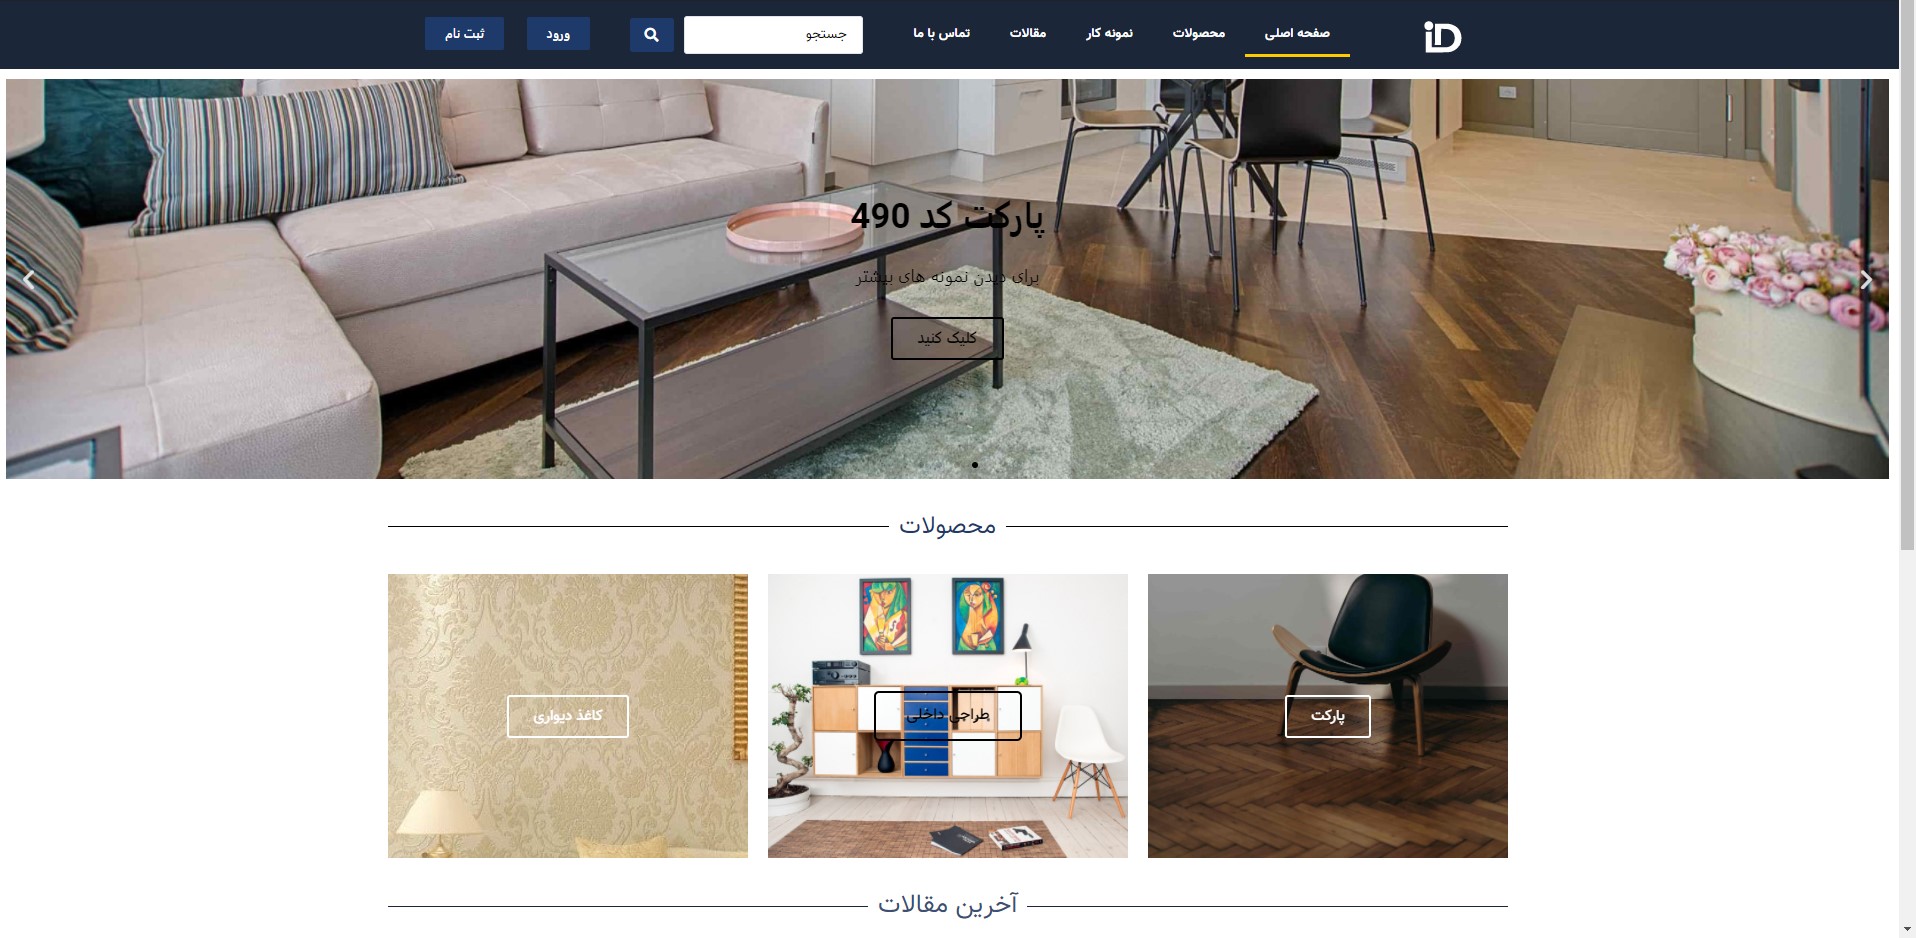 iD
صفحه اصلی
محصولات
نمونه کار
مقالات
تماس با ما
جستجو
ورود
ثبت نام
پارکت کد 490
برای دیدن نمونه های بیشتر
کلیک کنید
محصولات
پارکت
طراحی داخلی
کاغذ دیواری
آخرین مقالات